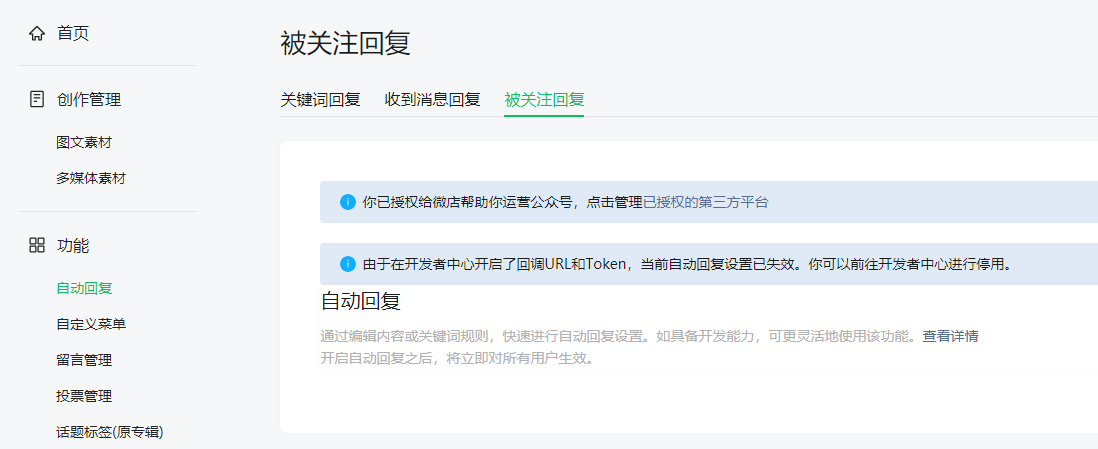 首页
创作管理
图文素材
多媒体素材
功能
自动回复
自定义菜单
留言管理
投票管理
话题标签(原专辑)
被关注回复
关键词回复 收到消息回复 被关注回复
你已授权给微店帮助你运营公众号，点击管理已授权的第三方平台
由于在开发者中心开启了回调URL和Token，当前自动回复设置已失效。你可以前往开发者中心进行停用。
自动回复
通过编辑内容或关键词规则，快速进行自动回复设置。如具备开发能力，可更灵活地使用该功能。查看详情
开启自动回复之后，将立即对所有用户生效。